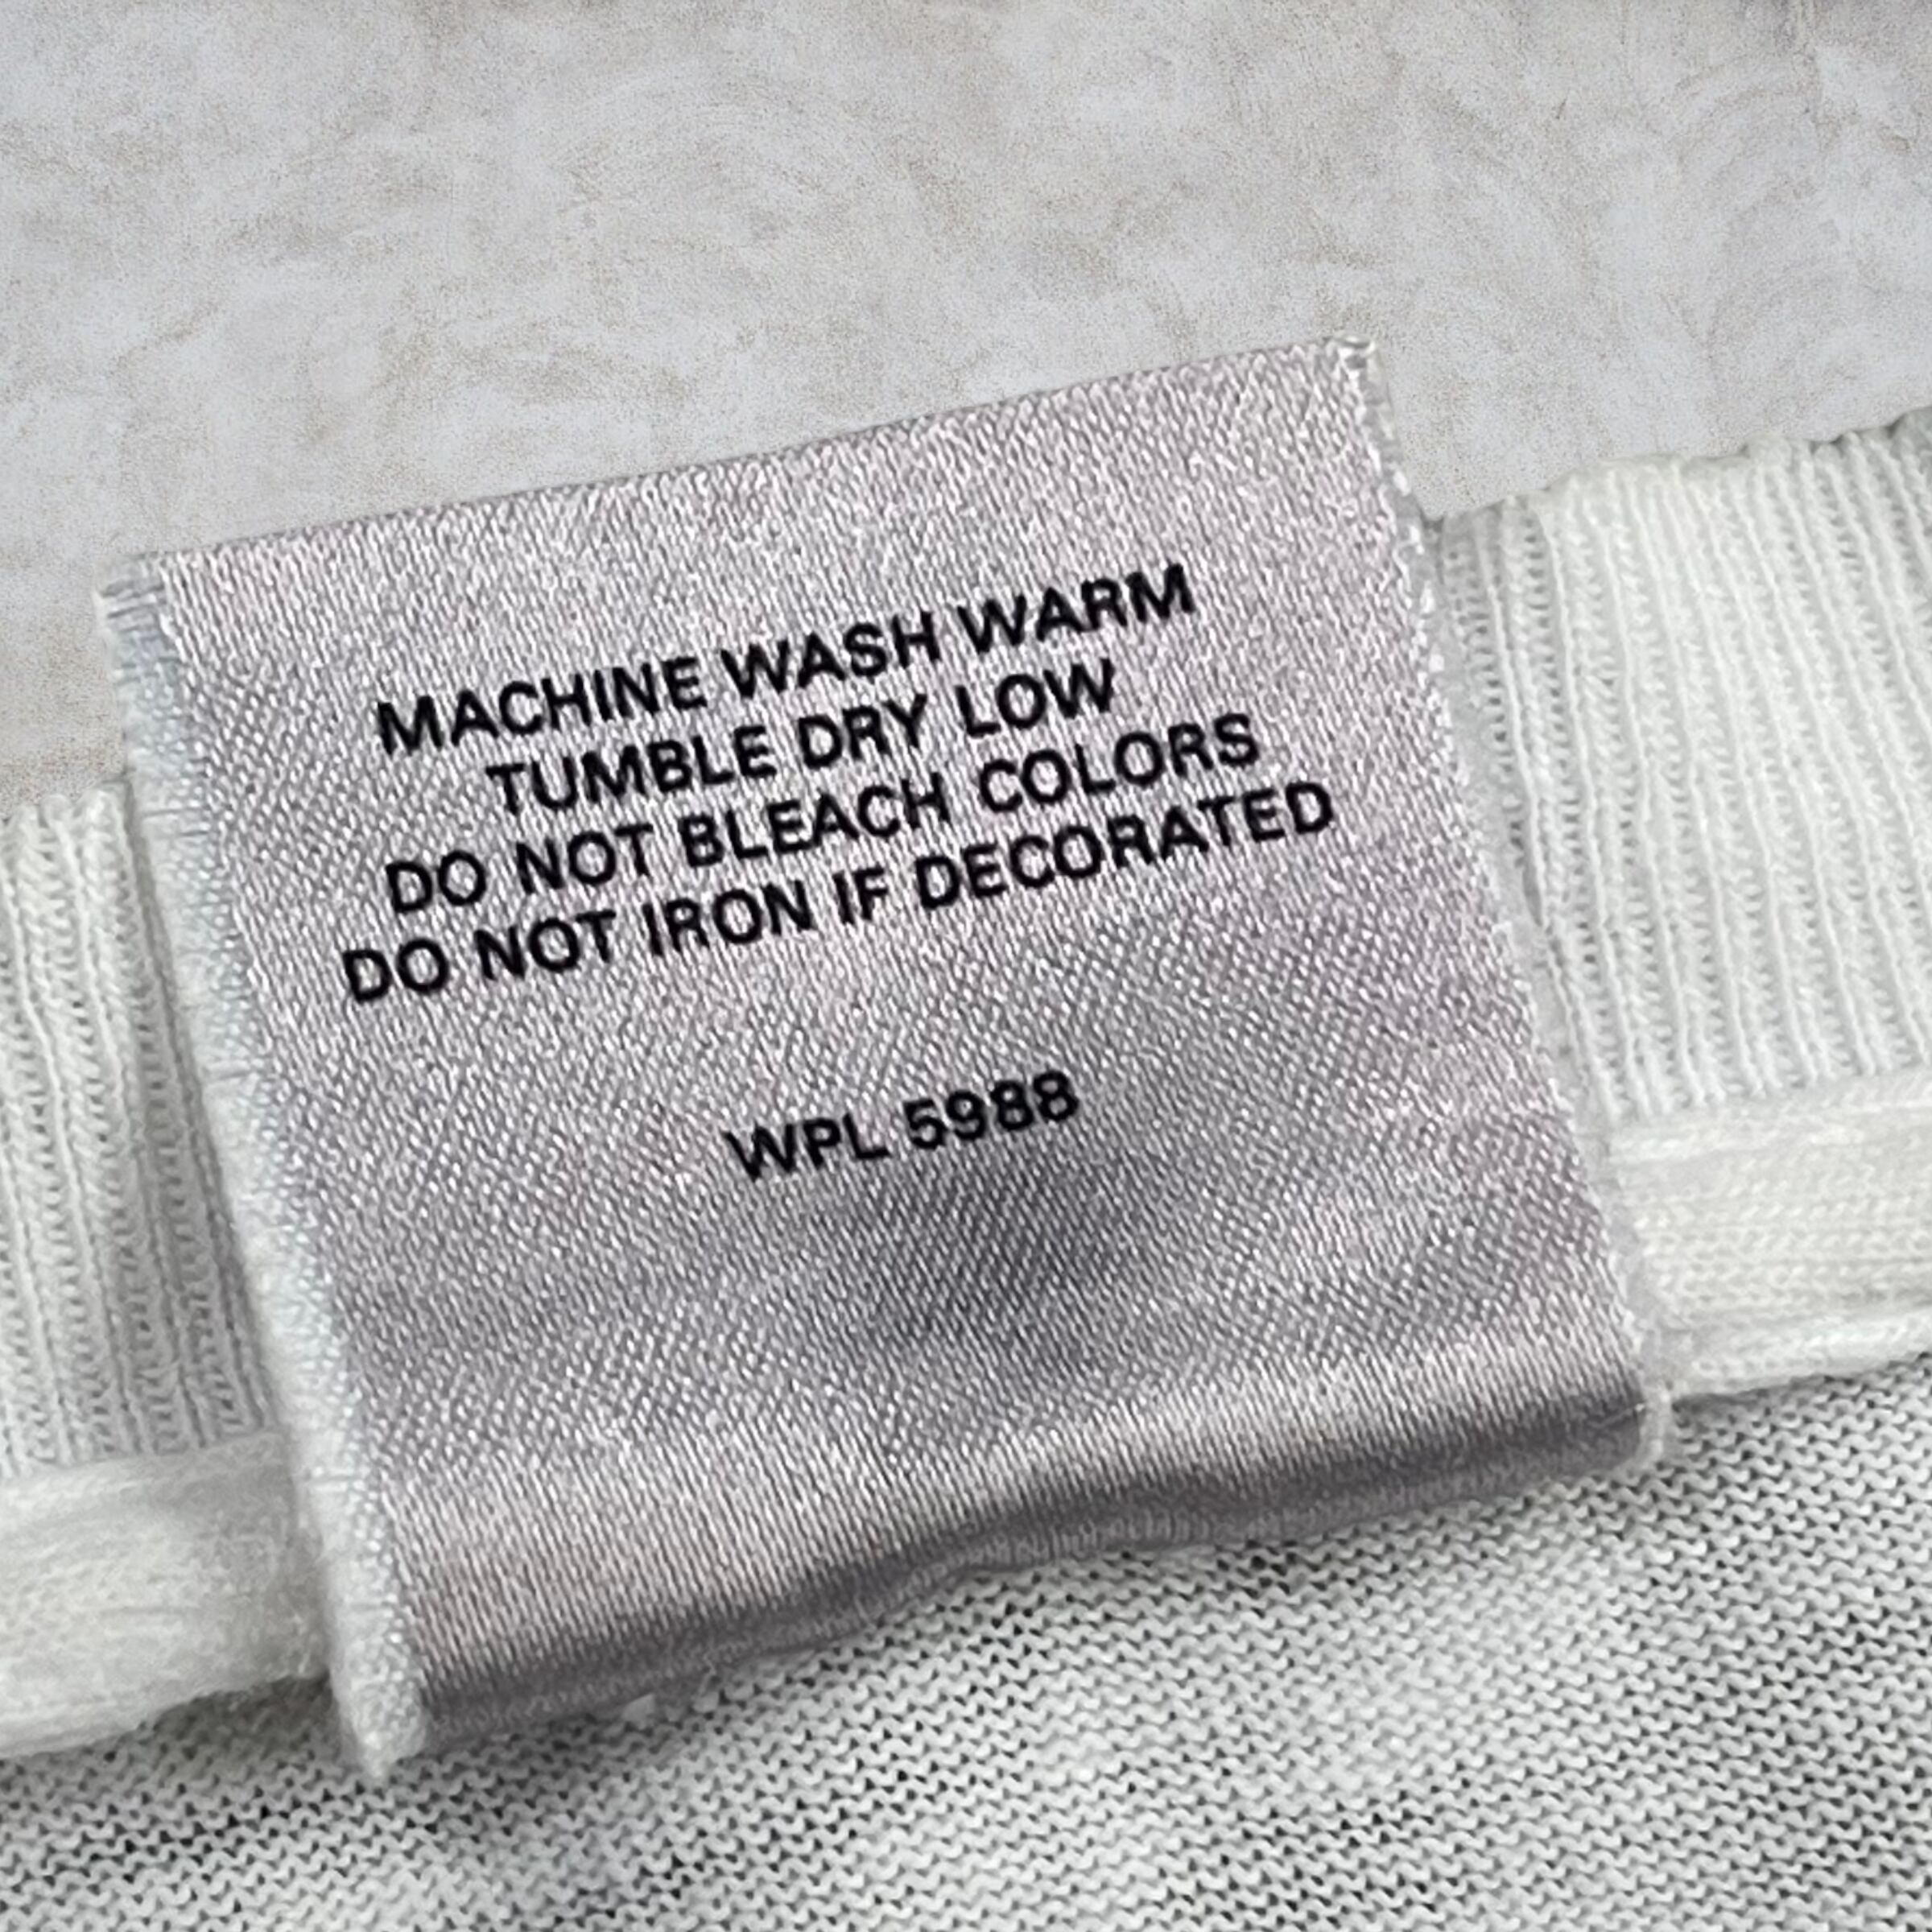 MACHINE WASH WARM
TUMBLE DRY LOW
DO NOT BLEACH COLORS
DO NOT IRON IF DECORATED
WPL 5988